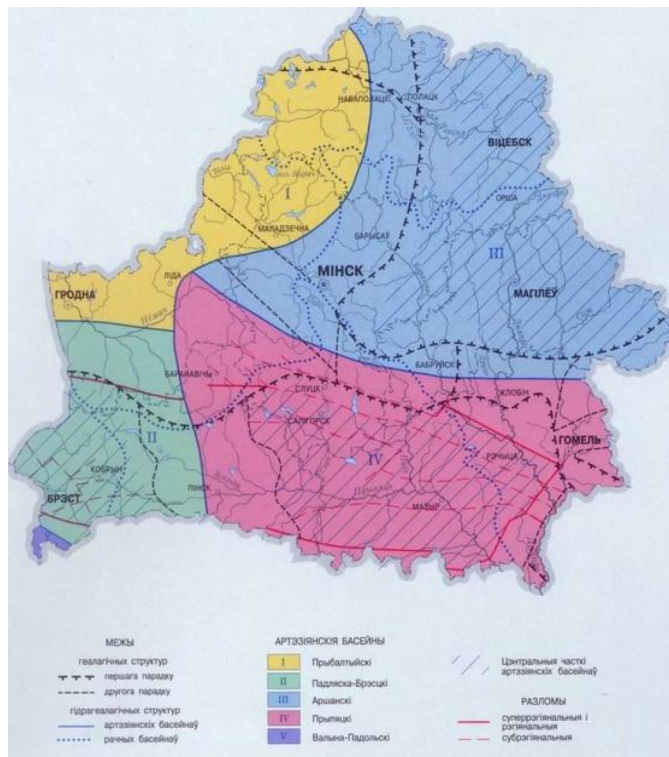 НАВАПОЛАЦК
ПОЛАЦК
ВІЦЕБСК
I
ОРША
МАЛАДЗЕЧНА
БАРЫСАЎ
III
МІНСК
ЛІДА
ГРОДНА
МАГІЛЁЎ
Нёман
БАРАНАВІЧЫ
БАБРУЙСК
СЛУЦК
ЖЛОБІН
САЛІГОРСК
ГОМЕЛЬ
II
IV
РЭЧЫЦА
КОБРЫН
ПІНСК
Прыпяць
БРЭСТ
МАЗЫР
МЕЖЫ
геалагічных структур
першага парадку
другога парадку
гідрагеалагічных структур
артэзіянскіх басейнаў
рачных басейнаў
АРТЭЗІЯНСКІЯ БАСЕЙНЫ
I Прыбалтыйскі
II Падляска-Брэсцкі
III Аршанскі
IV Прыпяцкі
V Валына-Падольскі
Цэнтральныя часткі
артэзіянскіх басейнаў
РАЗЛОМЫ
суперрэгіянальныя і
рэгіянальныя
субрэгіянальныя